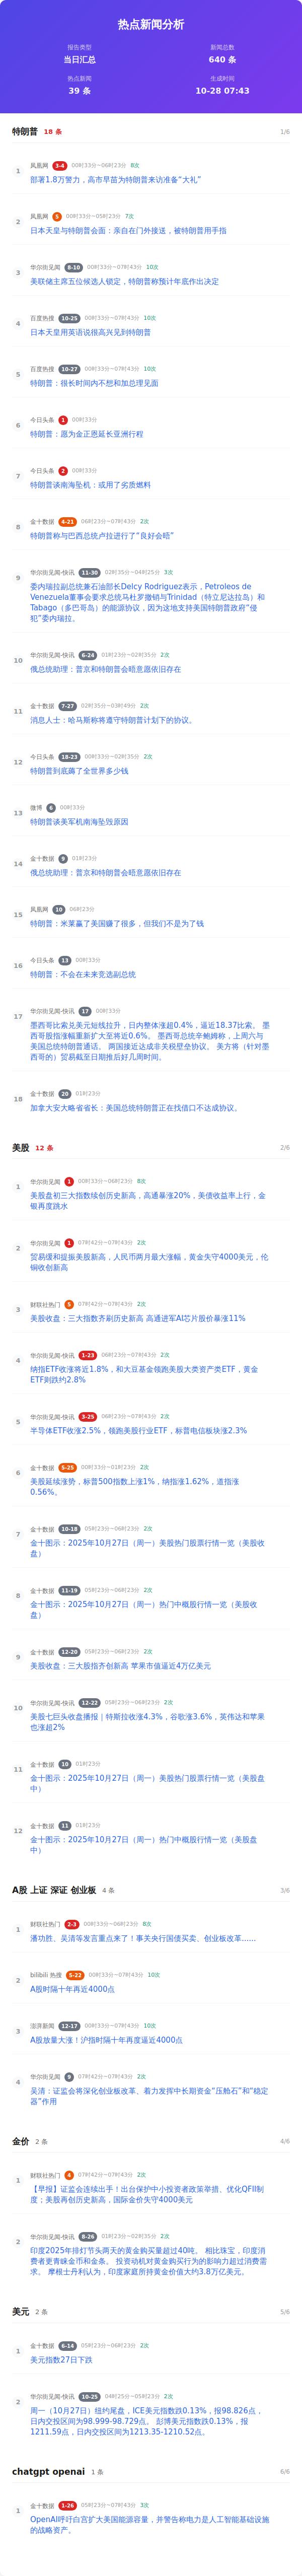 热点新闻分析
报告类型
当日汇总
新闻总数
640 条
热点新闻
39 条
生成时间
10-28 07:43
特朗普 18 条 1/6
1
凤凰网 3-4 00时33分~06时23分 8次
部署1.8万警力，高市早苗为特朗普来访准备“大礼”
2
凤凰网 5 00时33分~05时23分 7次
日本天皇与特朗普会面：亲自在门外接送，被特朗普用手指
3
华尔街见闻 8-10 00时33分~07时43分 10次
美联储主席五位候选人锁定，特朗普称预计年底作出决定
4
百度热搜 10-25 00时33分~07时43分 10次
日本天皇用英语说很高兴见到特朗普
5
百度热搜 10-27 00时33分~07时43分 10次
特朗普：很长时间内不想和加总理见面
6
今日头条 1 00时33分
特朗普：愿为金正恩延长亚洲行程
7
今日头条 2 00时33分
特朗普谈南海坠机：或用了劣质燃料
8
金十数据 4-21 06时23分~07时43分 2次
特朗普称与巴西总统卢拉进行了“良好会晤”
9
华尔街见闻-快讯 11-30 02时35分~04时25分 3次
委内瑞拉副总统兼石油部长Delcy Rodriguez表示，Petroleos de
Venezuela董事会要求总统马杜罗撤销与Trinidad（特立尼达拉岛）和
Tabago（多巴哥岛）的能源协议，因为这地支持美国特朗普政府“侵
犯”委内瑞拉。
10
华尔街见闻-快讯 6-24 01时23分~02时35分 2次
俄总统助理：普京和特朗普会晤意愿依旧存在
11
金十数据 7-27 02时35分~03时49分 2次
消息人士：哈马斯称将遵守特朗普计划下的协议。
12
今日头条 18-23 00时33分~02时35分 2次
特朗普到底薅了全世界多少钱
13
微博 6 00时33分
特朗普谈美军机南海坠毁原因
14
金十数据 9 01时23分
俄总统助理：普京和特朗普会晤意愿依旧存在
15
凤凰网 10 06时23分
特朗普：米莱赢了美国赚了很多，但我们不是为了钱
16
今日头条 13 00时33分
特朗普：不会在未来竞选副总统
17
华尔街见闻-快讯 17 00时33分
墨西哥比索兑美元短线拉升，日内整体涨超0.4%，逼近18.37比索。 墨
西哥股指涨幅重新扩大至将近0.6%。 墨西哥总统辛鲍姆称，上周六与
美国总统特朗普通话。 两国接近达成非关税壁垒协议。 美方将（针对墨
西哥的）贸易截至日期推后好几周时间。
18
金十数据 20 01时23分
加拿大安大略省省长：美国总统特朗普正在找借口不达成协议。
美股 12 条 2/6
1
华尔街见闻 1 00时33分~06时23分 8次
美股盘初三大指数续创历史新高，高通暴涨20%，美债收益率上行，金
银再度跳水
2
华尔街见闻 1 07时42分~07时43分 2次
贸易缓和提振美股新高，人民币两月最大涨幅，黄金失守4000美元，伦
铜收创新高
3
财联社热门 5 07时42分~07时43分 2次
美股收盘：三大指数齐刷历史新高 高通进军AI芯片股价暴涨11%
4
华尔街见闻-快讯 1-23 06时23分~07时43分 2次
纳指ETF收涨将近1.8%，和大豆基金领跑美股大类资产类ETF，黄金
ETF则跌约2.8%
5
华尔街见闻-快讯 3-25 06时23分~07时43分 2次
半导体ETF收涨2.5%，领跑美股行业ETF，标普电信板块涨2.3%
6
金十数据 5-25 00时33分~01时23分 2次
美股延续涨势，标普500指数上涨1%，纳指涨1.62%，道指涨
0.56%。
7
金十数据 10-18 05时23分~06时23分 2次
金十图示：2025年10月27日（周一）美股热门股票行情一览（美股收
盘）
8
金十数据 11-19 05时23分~06时23分 2次
金十图示：2025年10月27日（周一）热门中概股行情一览（美股收
盘）
9
金十数据 12-20 05时23分~06时23分 2次
美股收盘：三大股指齐创新高 苹果市值逼近4万亿美元
10
华尔街见闻-快讯 12-22 05时23分~06时23分 2次
美股七巨头收盘播报｜特斯拉收涨4.3%，谷歌涨3.6%，英伟达和苹果
也涨超2%
11
金十数据 10 01时23分
金十图示：2025年10月27日（周一）美股热门股票行情一览（美股盘
中）
12
金十数据 11 01时23分
金十图示：2025年10月27日（周一）热门中概股行情一览（美股盘
中）
A股 上证 深证 创业板 4 条 3/6
1
财联社热门 2-3 00时33分~06时23分 8次
潘功胜、吴清等发言重点来了！事关央行国债买卖、创业板改革……
2
bilibili 热搜 5-22 00时33分~07时43分 10次
A股时隔十年再近4000点
3
澎湃新闻 12-17 00时33分~07时43分 10次
A股放量大涨！沪指时隔十年再度逼近4000点
4
华尔街见闻 9 07时42分~07时43分 2次
吴清：证监会将深化创业板改革、着力发挥中长期资金“压舱石”和“稳定
器”作用
金价 2 条 4/6
1
财联社热门 4 07时42分~07时43分 2次
【早报】证监会连续出手！出台保护中小投资者政策举措、优化QFII制
度；美股再创历史新高，国际金价失守4000美元
2
华尔街见闻-快讯 8-26 01时23分~02时35分 2次
印度2025年排灯节头两天的黄金购买量超过40吨。 相比珠宝，印度消
费者更青睐金币和金条。 投资动机对黄金购买行为的影响力超过消费需
求。 摩根士丹利认为，印度家庭所持黄金价值大约3.8万亿美元。
美元 2 条 5/6
1
金十数据 6-14 05时23分~06时23分 2次
美元指数27日下跌
2
华尔街见闻-快讯 10-25 04时25分~05时23分 2次
周一（10月27日）纽约尾盘，ICE美元指数跌0.13%，报98.826点，
日内交投区间为98.999-98.729点。 彭博美元指数跌0.13%，报
1211.59点，日内交投区间为1213.35-1210.52点。
chatgpt openai 1 条 6/6
1
金十数据 1-26 05时23分~07时43分 3次
OpenAI呼吁白宫扩大美国能源容量，并警告称电力是人工智能基础设施
的战略资产。